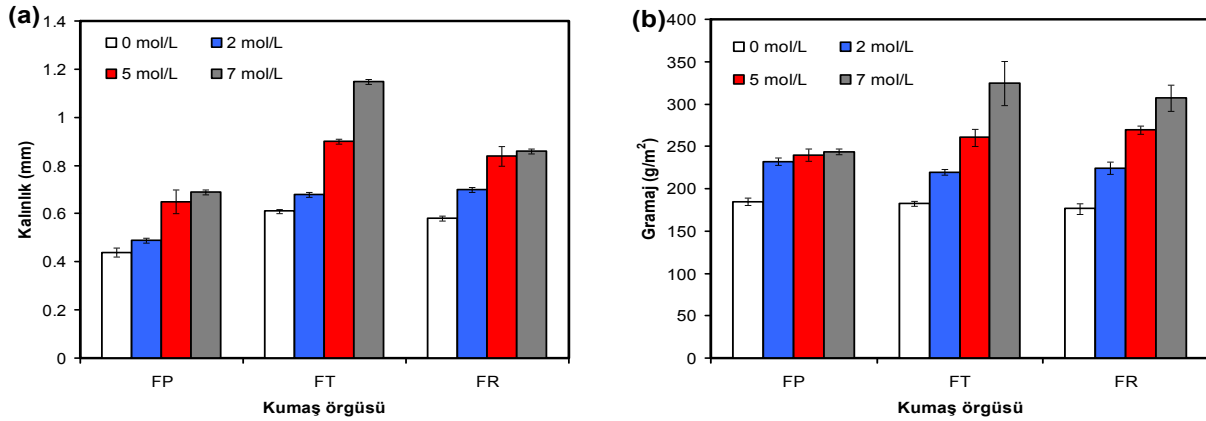 (a)
1.4
1.2
1
0.8
0.6
0.4
0.2
0
Kalınlık (mm)
0 mol/L
2 mol/L
5 mol/L
7 mol/L
FP
FT
FR
Kumaş örgüsü
(b)
400
350
300
250
200
150
100
50
0
Gramaj (g/m²)
0 mol/L
2 mol/L
5 mol/L
7 mol/L
FP
FT
FR
Kumaş örgüsü